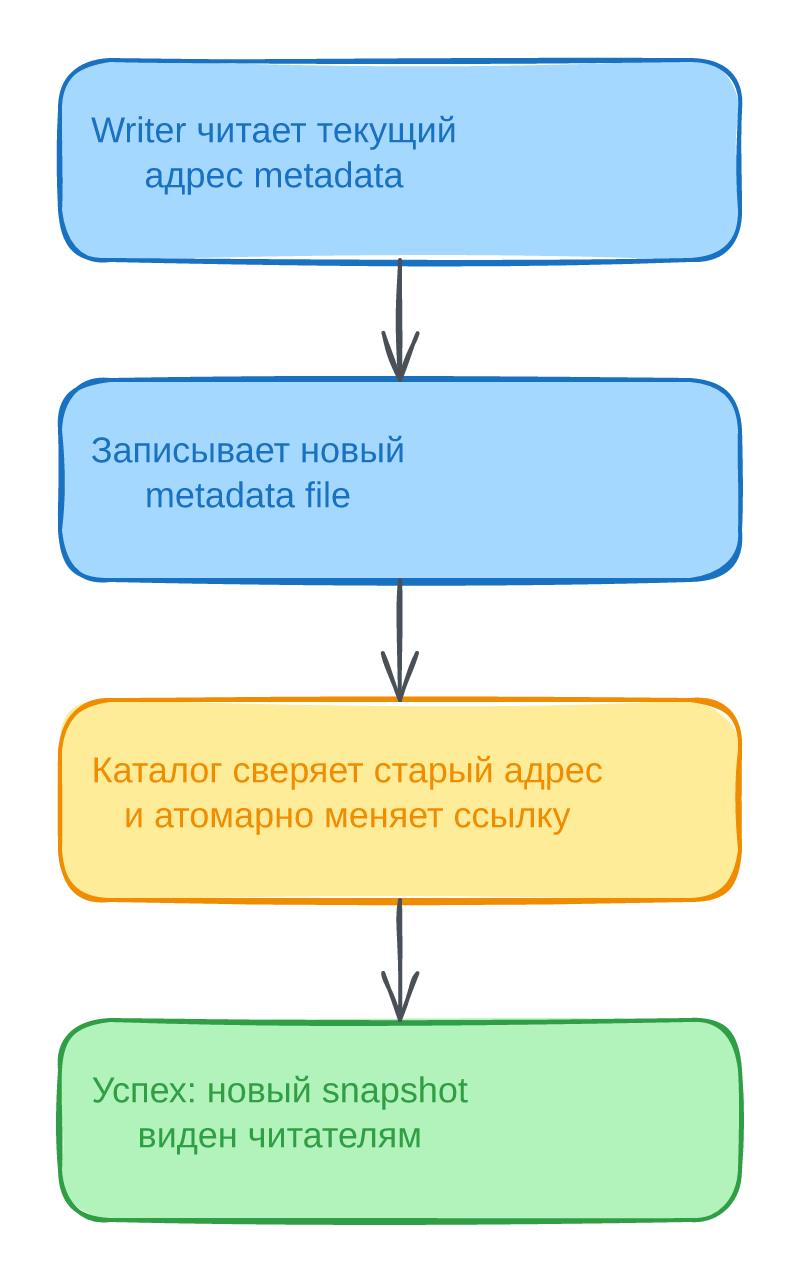 Writer читает текущий
адрес metadata
Записывает новый
metadata file
Каталог сверяет старый адрес
и атомарно меняет ссылку
Успех: новый snapshot
виден читателям